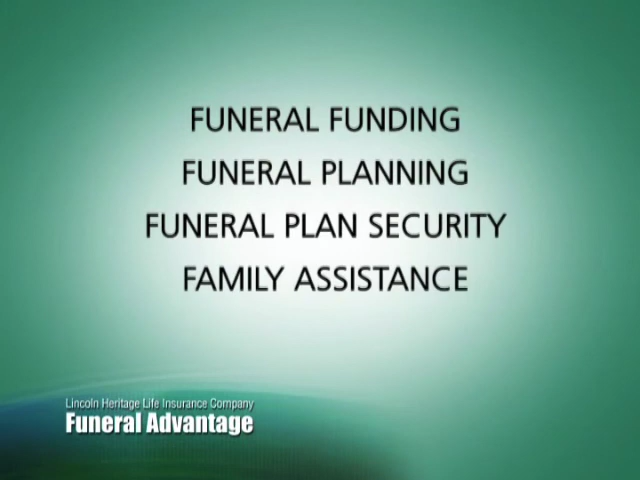 FUNERAL FUNDING
FUNERAL PLANNING
FUNERAL PLAN SECURITY
FAMILY ASSISTANCE
Lincoln Heritage Life Insurance Company
Funeral Advantage